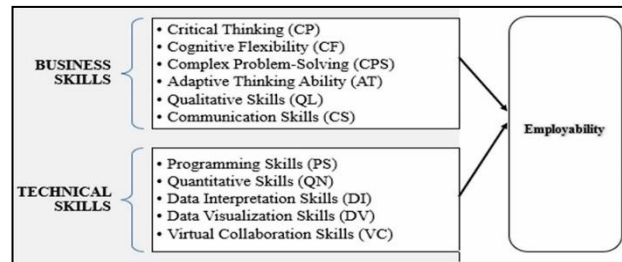 BUSINESS
SKILLS
• Critical Thinking (CP)
• Cognitive Flexibility (CF)
• Complex Problem-Solving (CPS)
• Adaptive Thinking Ability (AT)
• Qualitative Skills (QL)
• Communication Skills (CS)
TECHNICAL
SKILLS
• Programming Skills (PS)
• Quantitative Skills (QN)
• Data Interpretation Skills (DI)
• Data Visualization Skills (DV)
• Virtual Collaboration Skills (VC)
Employability